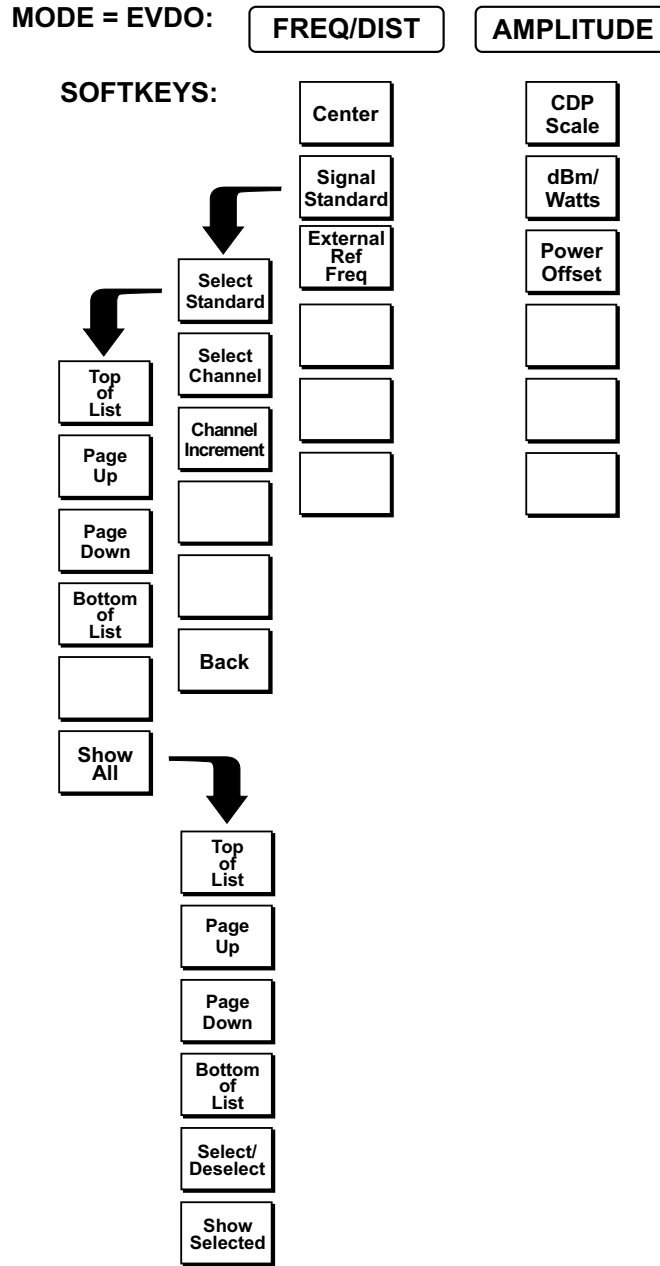 MODE = EVDO:
FREQ/DIST
AMPLITUDE
SOFTKEYS:
Center
Signal
Standard
External
Ref
Freq
CDP
Scale
dBm/
Watts
Power
Offset
Select
Standard
Select
Channel
Channel
Increment
Back
Top
of
List
Page
Up
Page
Down
Bottom
of
List
Show
All
Top
of
List
Page
Up
Page
Down
Bottom
of
List
Select/
Deselect
Show
Selected